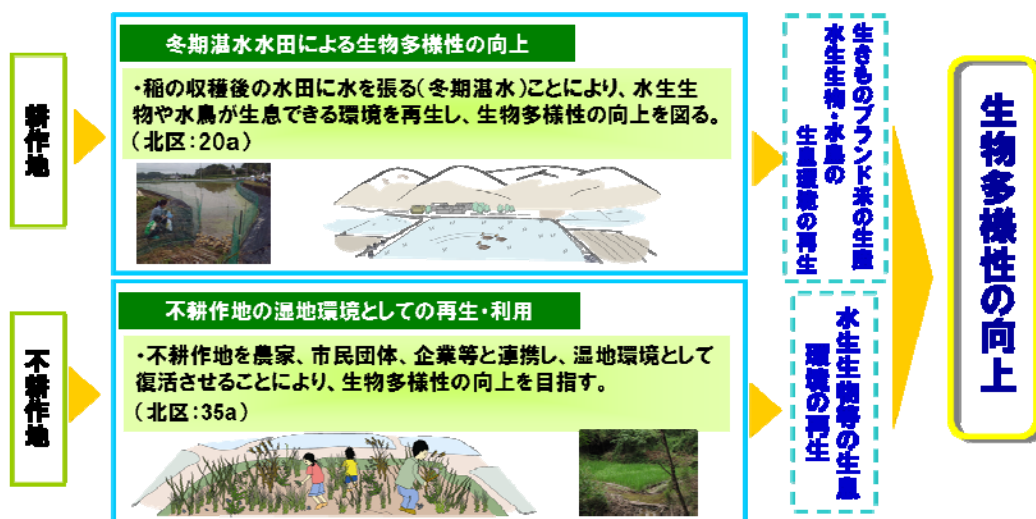 耕作地
冬期湛水水田による生物多様性の向上
・稲の収穫後の水田に水を張る(冬期湛水)ことにより、水生生
物や水鳥が生息できる環境を再生し、生物多様性の向上を図る。
(北区:20a)
生きものブランド米の生産
水生生物・水鳥の
生息環境の再生
不耕作地
不耕作地の湿地環境としての再生・利用
・不耕作地を農家、市民団体、企業等と連携し、湿地環境として
復活させることにより、生物多様性の向上を目指す。
(北区:35a)
水生生物等の生息
環境の再生
生物多様性の向上